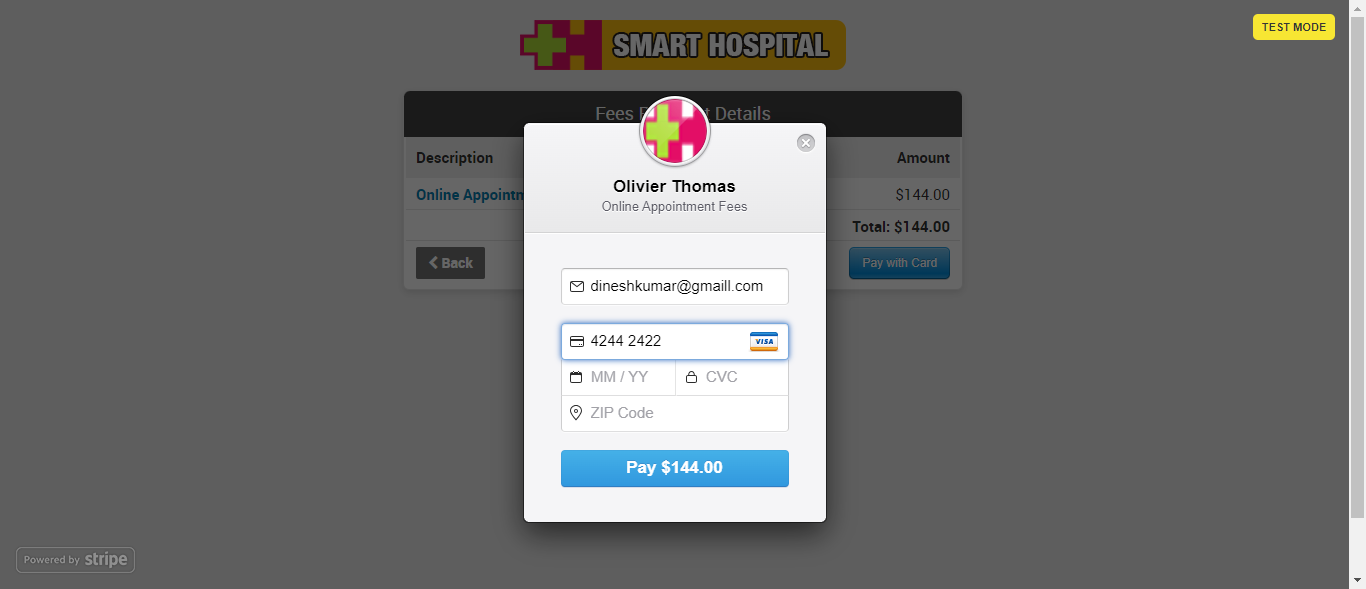 TEST MODE
SMART HOSPITAL
Fees Details
Description Amount
Online Appointm $144.00
Total: $144.00
Back Pay with Card
Olivier Thomas
Online Appointment Fees
dineshkumar@gmaill.com
4244 2422 VISA
MM / YY CVC
ZIP Code
Pay $144.00
Powered by stripe